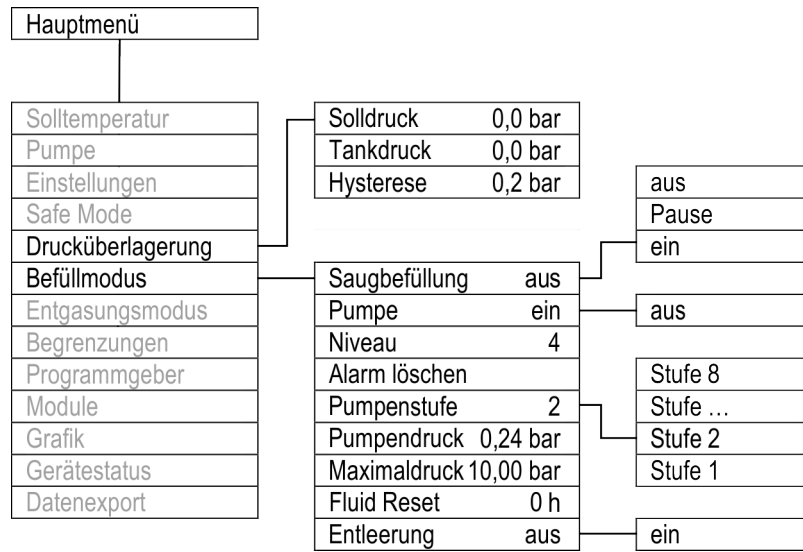 Hauptmenü
Solltemperatur
Pumpe
Einstellungen
Safe Mode
Drucküberlagerung
Befüllmodus
Entgasungsmodus
Begrenzungen
Programmgeber
Module
Grafik
Gerätestatus
Datenexport
Solldruck 0,0 bar
Tankdruck 0,0 bar
Hysterese 0,2 bar
Saugbefüllung aus
Pumpe ein
Niveau 4
Alarm löschen
Pumpenstufe 2
Pumpendruck 0,24 bar
Maximaldruck 10,00 bar
Fluid Reset 0 h
Entleerung aus
aus
Pause
ein
aus
Stufe 8
Stufe ...
Stufe 2
Stufe 1
ein